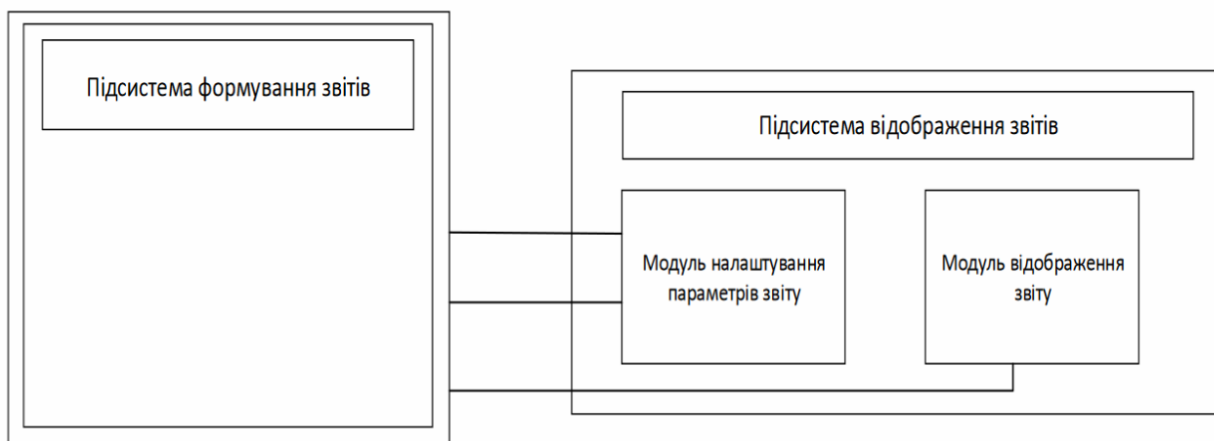 Підсистема формування звітів
Підсистема відображення звітів
Модуль налаштування
параметрів звіту
Модуль відображення
звіту